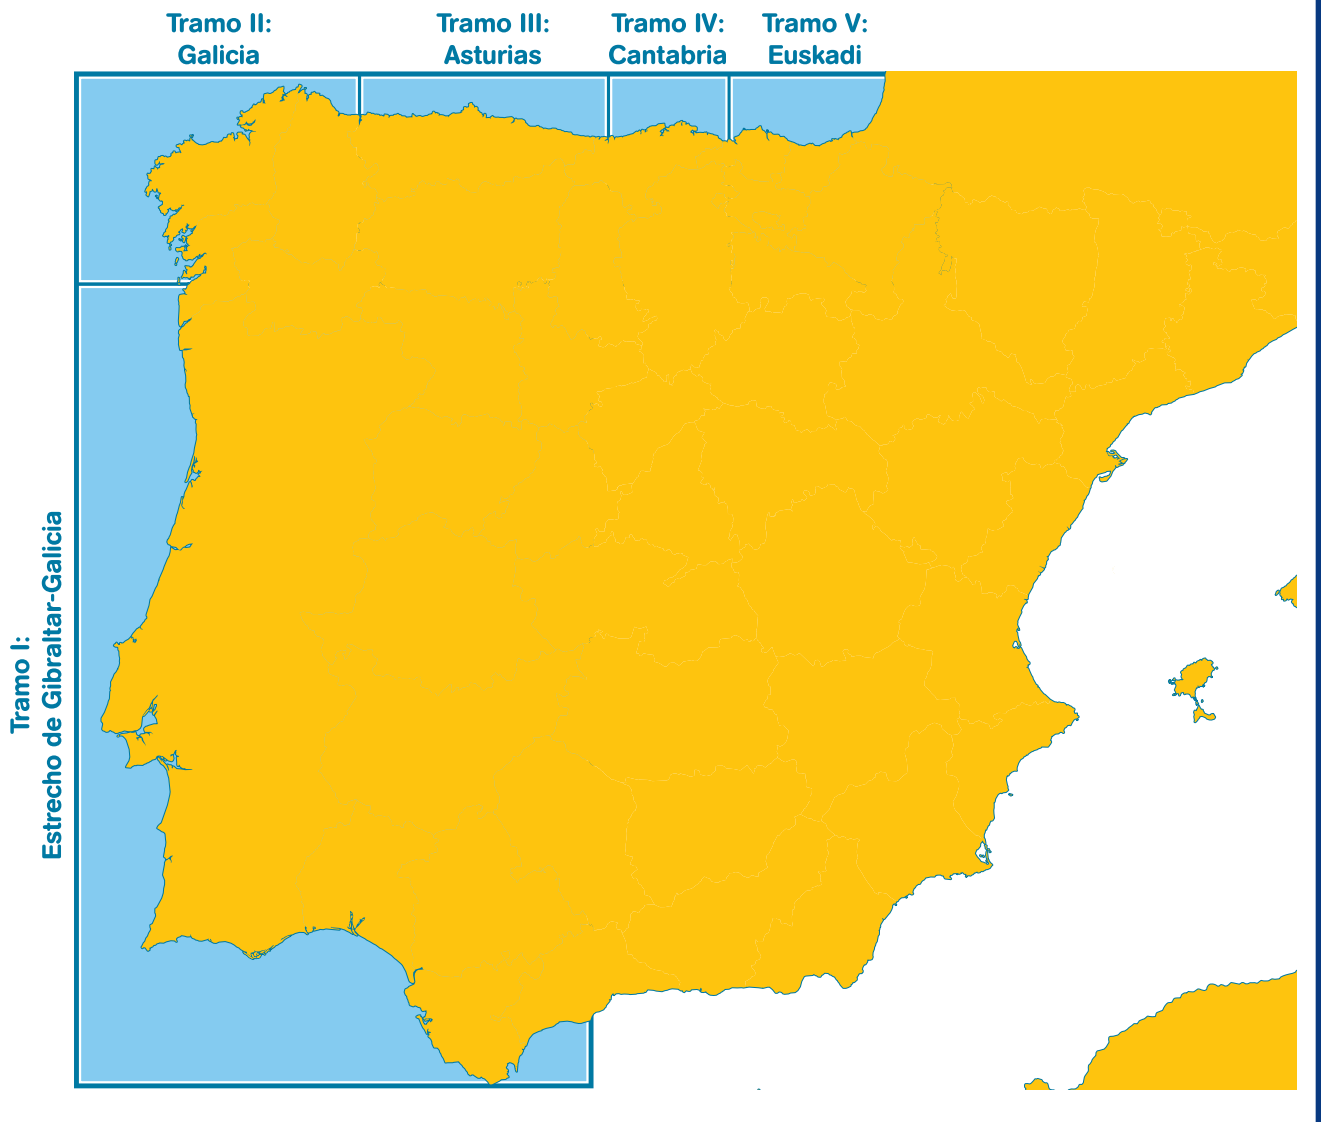 Tramo II:
Galicia
Tramo III:
Asturias
Tramo IV:
Cantabria
Tramo V:
Euskadi
Tramo I:
Estrecho de Gibraltar-Galicia